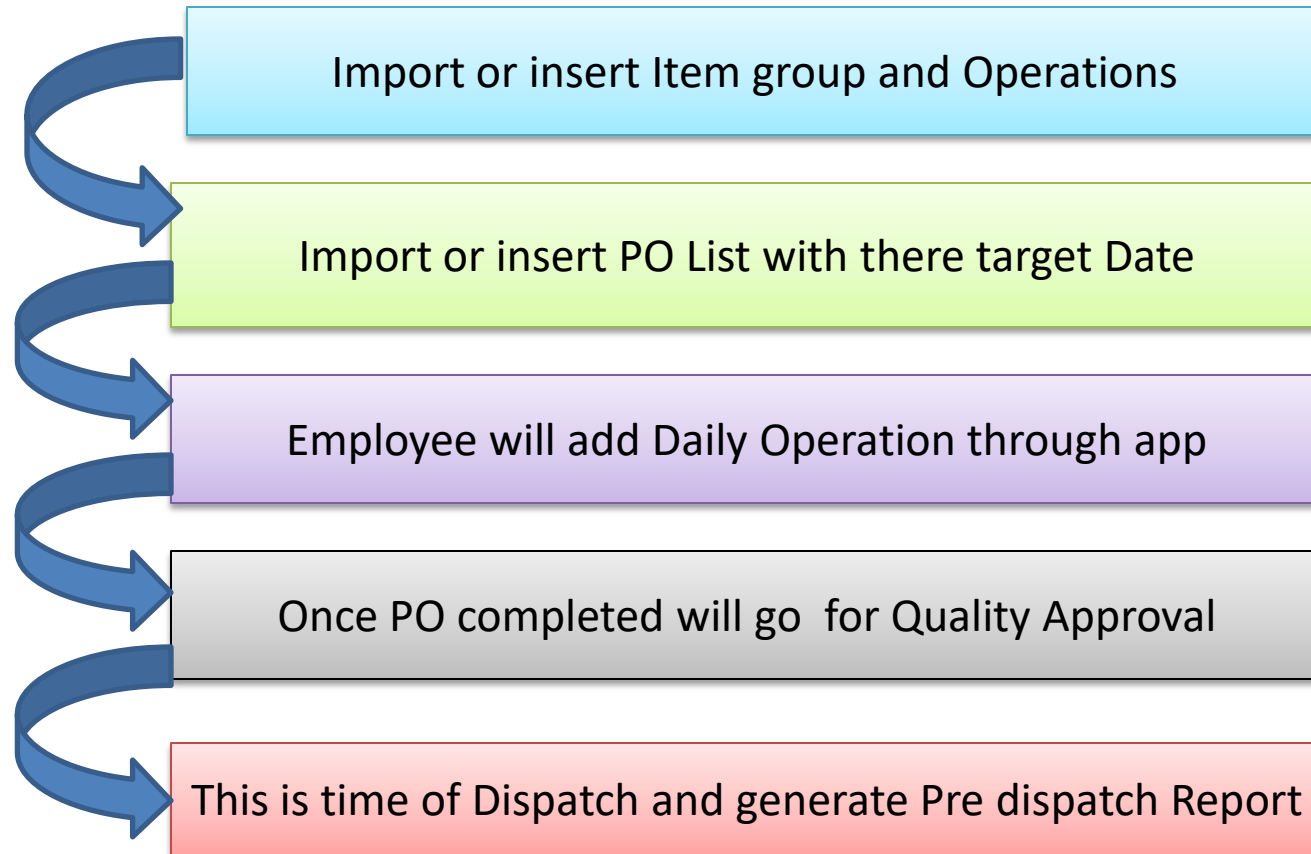 Import or insert Item group and Operations
Import or insert PO List with there target Date
Employee will add Daily Operation through app
Once PO completed will go  for Quality Approval
This is time of Dispatch and generate Pre dispatch Report